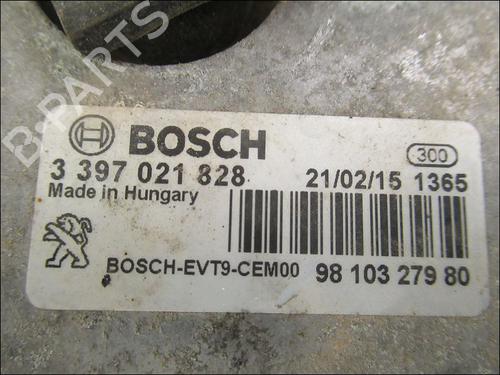 B-PARTS
BOSCH
300
3 397 021 828
21/02/15 1365
Made in Hungary
BOSCH-EVT9-CEM00
98 103 279 80